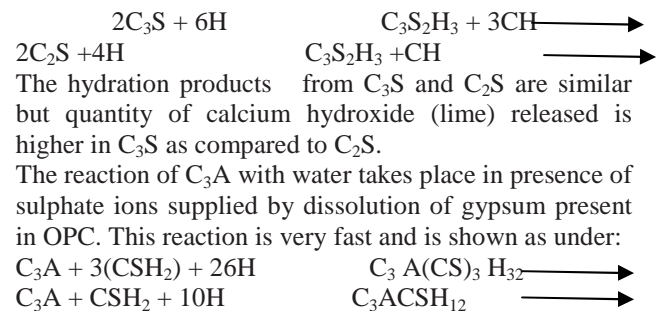 2C₃S + 6H C₃S₂H₃ + 3CH
2C₂S +4H C₃S₂H₃ +CH
The hydration products from C₃S and C₂S are similar
but quantity of calcium hydroxide (lime) released is
higher in C₃S as compared to C₂S.
The reaction of C₃A with water takes place in presence of
sulphate ions supplied by dissolution of gypsum present
in OPC. This reaction is very fast and is shown as under:
C₃A + 3(CSH₂) + 26H C₃ A(CS)₃ H₃₂
C₃A + CSH₂ + 10H C₃ACSH₁₂